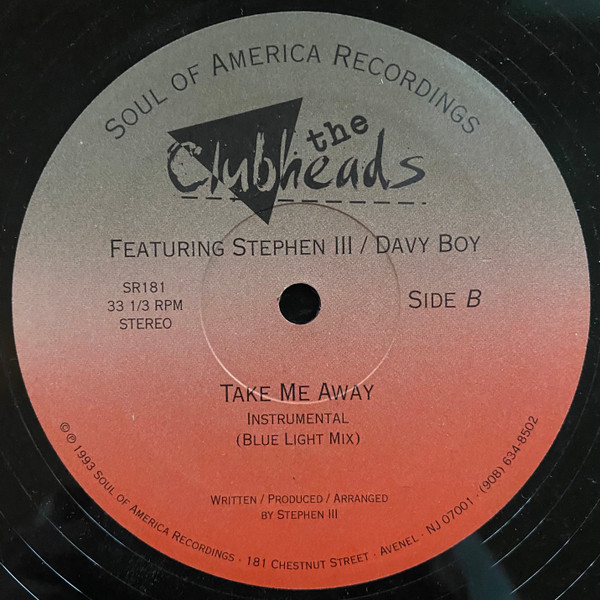 Soul of America Recordings
the
Clubheads
Featuring Stephen III / Davy Boy
SR181
33 1/3 RPM
STEREO
Side B
Take Me Away
Instrumental
(Blue Light Mix)
Written / Produced / Arranged
by Stephen III
© ℗ 1993 Soul of America Recordings · 181 Chestnut Street · Avenel · NJ 07001 · (908) 634-8502